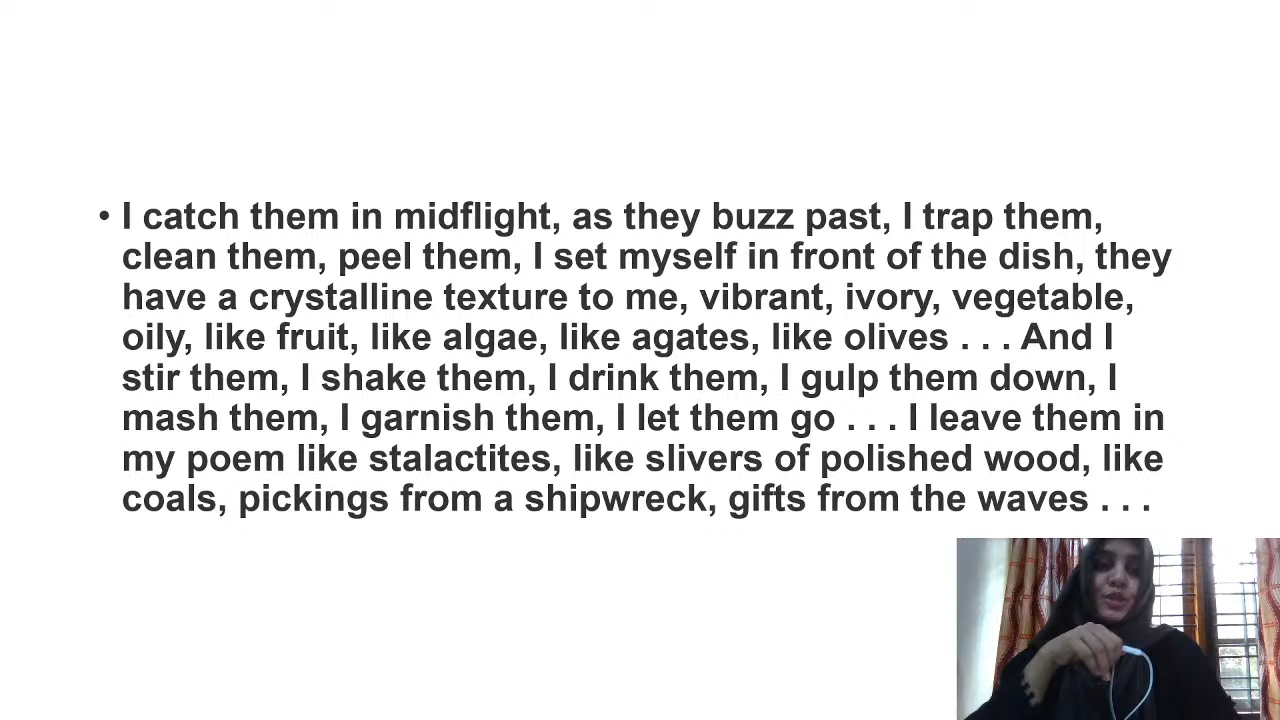 • I catch them in midflight, as they buzz past, I trap them,
clean them, peel them, I set myself in front of the dish, they
have a crystalline texture to me, vibrant, ivory, vegetable,
oily, like fruit, like algae, like agates, like olives . . . And I
stir them, I shake them, I drink them, I gulp them down, I
mash them, I garnish them, I let them go . . . I leave them in
my poem like stalactites, like slivers of polished wood, like
coals, pickings from a shipwreck, gifts from the waves . . .